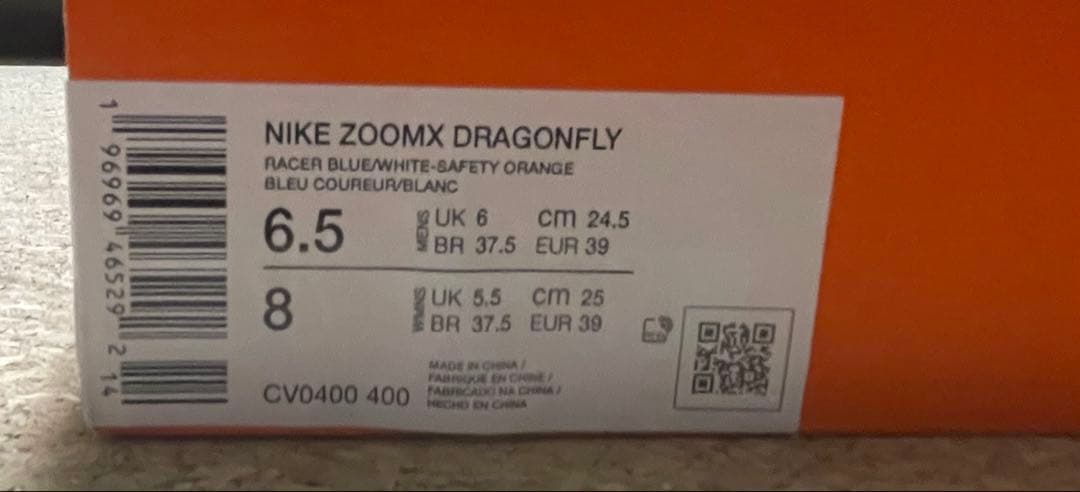 NIKE ZOOMX DRAGONFLY
RACER BLUE/WHITE-SAFETY ORANGE
BLEU COUREUR/BLANC
6.5 MENS UK 6 cm 24.5
BR 37.5 EUR 39
8 WMNS UK 5.5 cm 25
BR 37.5 EUR 39
CV0400 400
MADE IN CHINA /
FABRIQUÉ EN CHINE /
FABRICADO NA CHINA /
HECHO EN CHINA
1 96969 46529 2 14